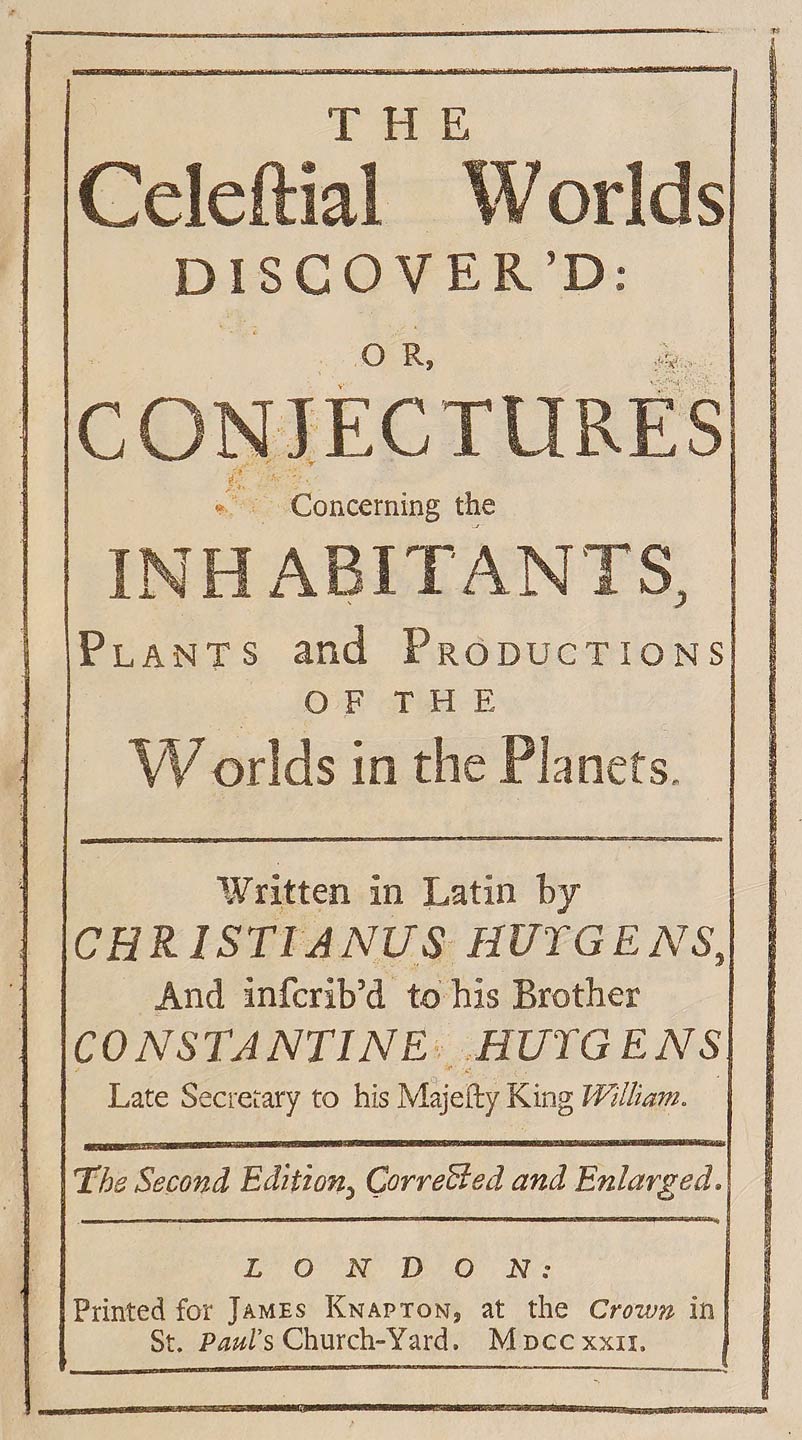 THE
Celeſtial Worlds
DISCOVER'D:
OR,
CONJECTURES
Concerning the
INHABITANTS,
PLANTS and PRODUCTIONS
OF THE
Worlds in the Planets.
Written in Latin by
CHRISTIANUS HUYGENS,
And inſcrib'd to his Brother
CONSTANTINE HUYGENS
Late Secretary to his Majeſty King William.
The Second Edition, Corrected and Enlarged.
LONDON:
Printed for JAMES KNAPTON, at the Crown in
St. Paul's Church-Yard. MDCCXXII.